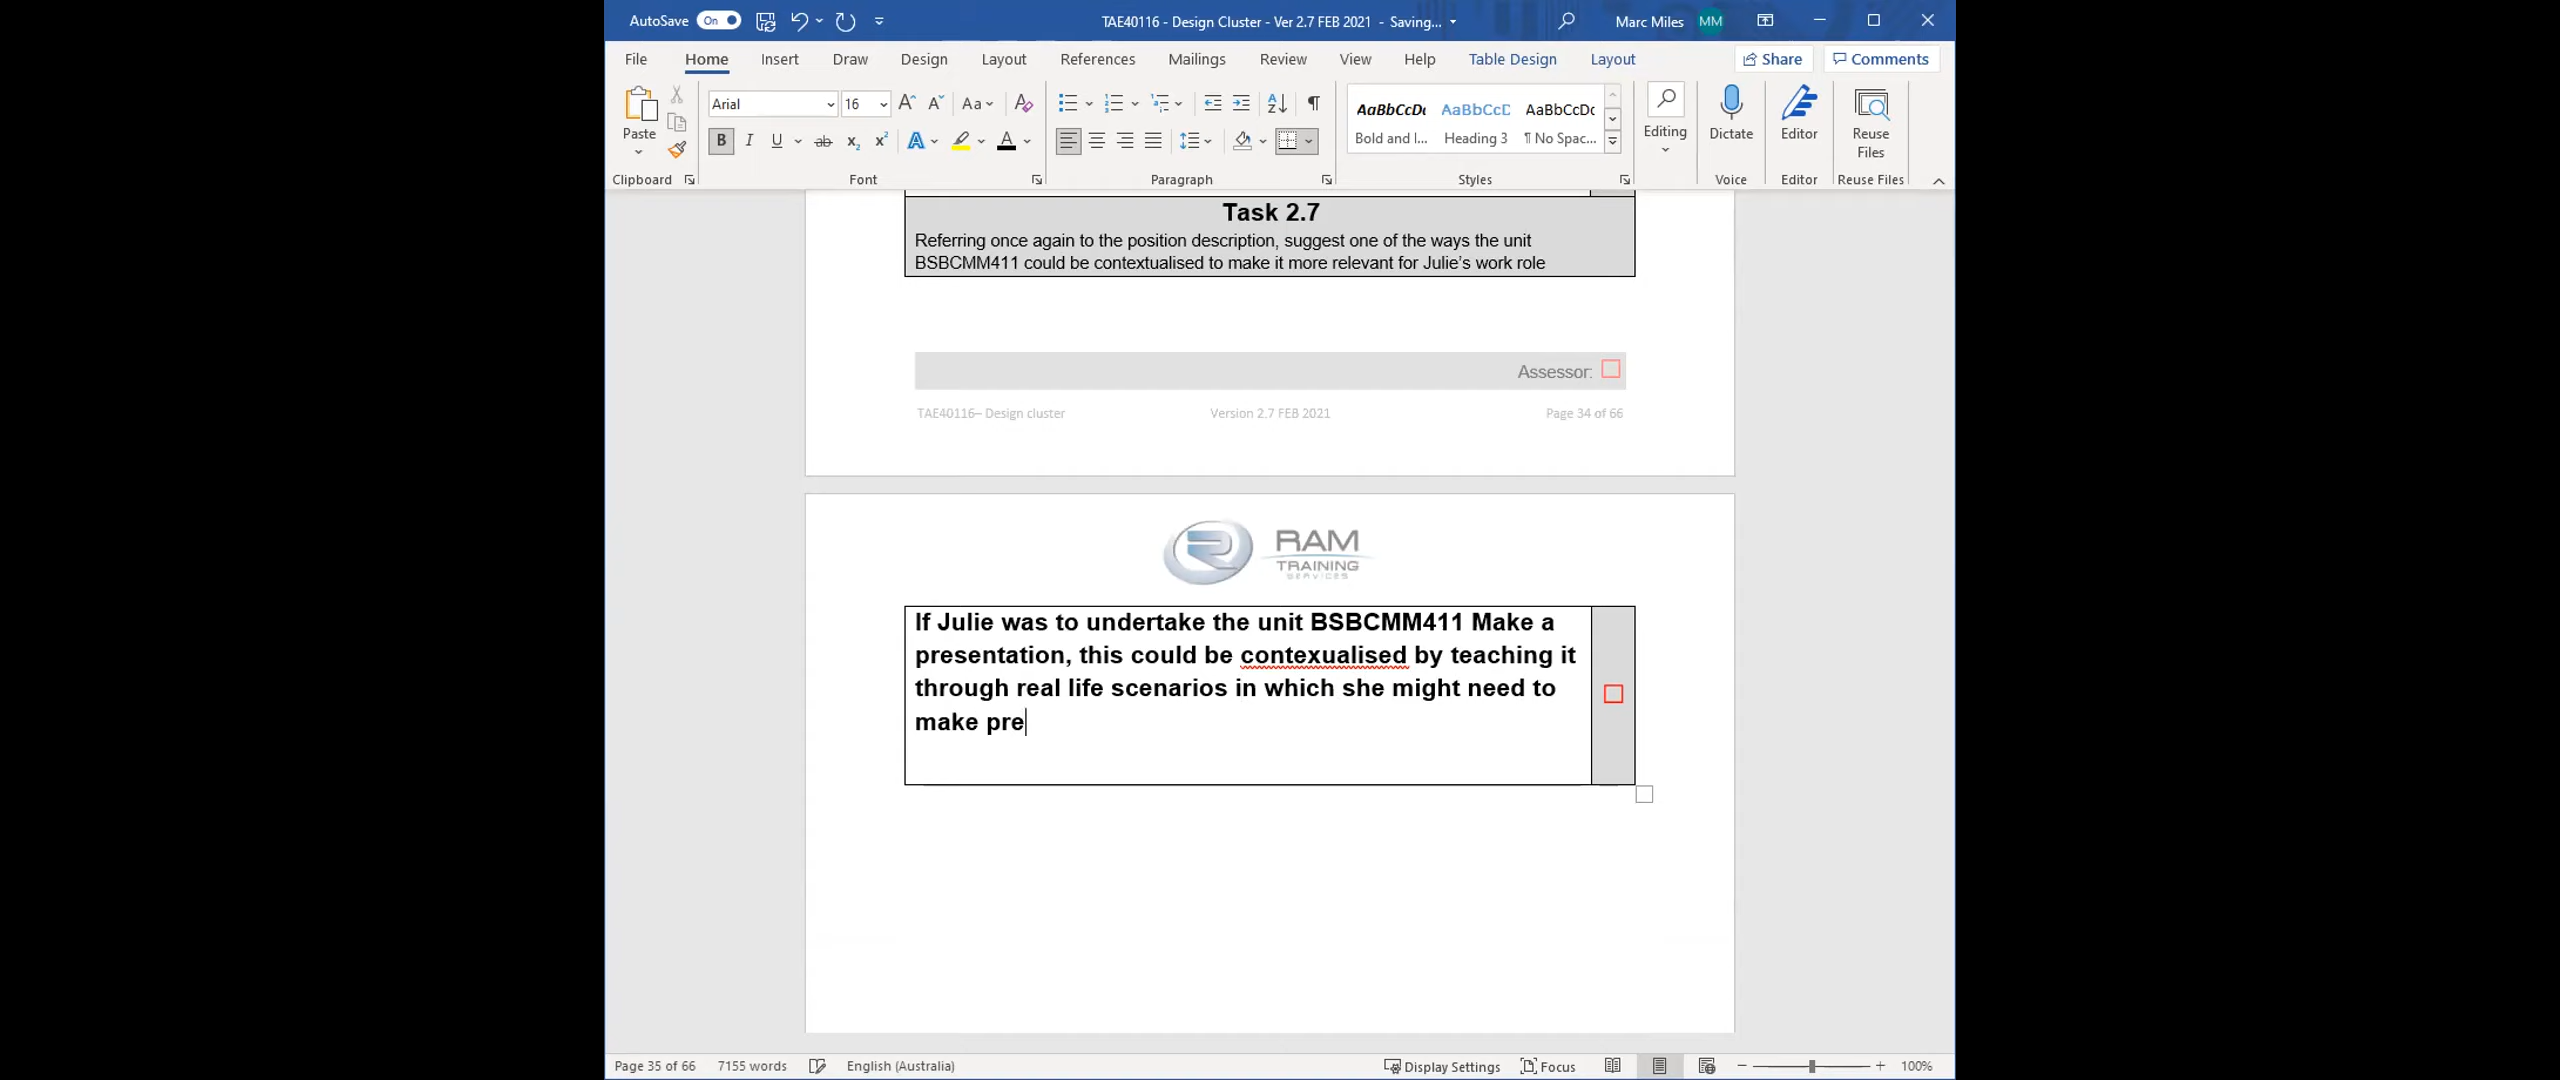 AutoSave On TAE40116 - Design Cluster - Ver 2.7 FEB 2021 - Saving... Marc Miles MM
File Home Insert Draw Design Layout References Mailings Review View Help Table Design Layout Share Comments
Paste Arial 16 Aa AaBbCcDc AaBbCcD AaBbCcDc Editing Dictate Editor Reuse Files
Bold and I... Heading 3 ¶ No Spac...
Clipboard Font Paragraph Styles Voice Editor Reuse Files
Task 2.7
Referring once again to the position description, suggest one of the ways the unit
BSBCMM411 could be contextualised to make it more relevant for Julie's work role
Assessor:
TAE40116– Design cluster Version 2.7 FEB 2021 Page 34 of 66
RAM
TRAINING
SERVICES
If Julie was to undertake the unit BSBCMM411 Make a
presentation, this could be contexualised by teaching it
through real life scenarios in which she might need to
make pre
Page 35 of 66 7155 words English (Australia) Display Settings Focus 100%